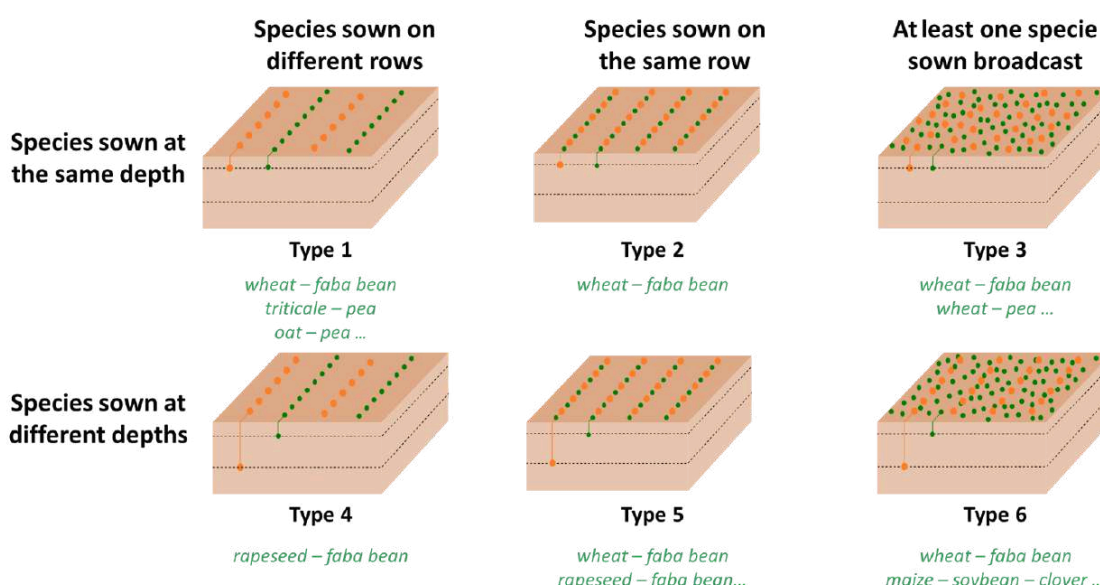 Species sown on
different rows
Species sown on
the same row
At least one specie
sown broadcast
Species sown at
the same depth
Type 1
Type 2
Type 3
wheat – faba bean
triticale – pea
oat – pea ...
wheat – faba bean
wheat – faba bean
wheat – pea ...
Species sown at
different depths
Type 4
Type 5
Type 6
rapeseed – faba bean
wheat – faba bean
rapeseed – faba bean...
wheat – faba bean
maize – soybean – clover ...